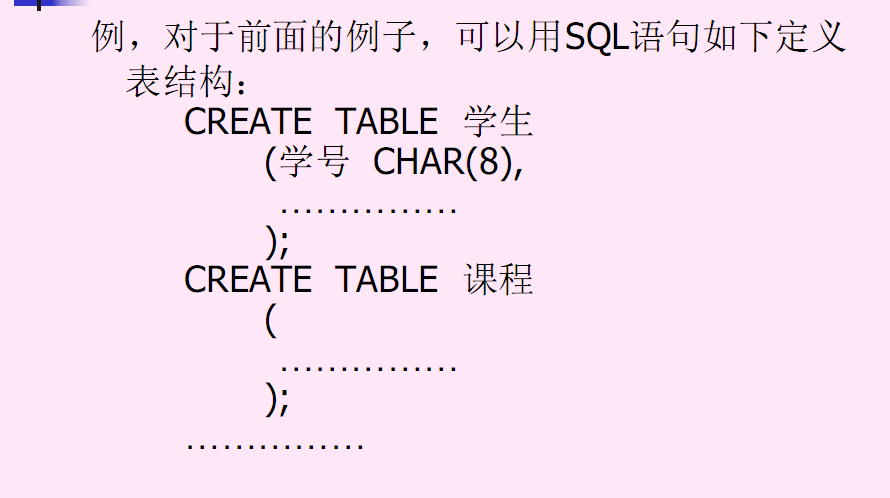 例，对于前面的例子，可以用SQL语句如下定义
表结构：
CREATE TABLE 学生
(学号 CHAR(8),
……………
);
CREATE TABLE 课程
(
……………
);
……………